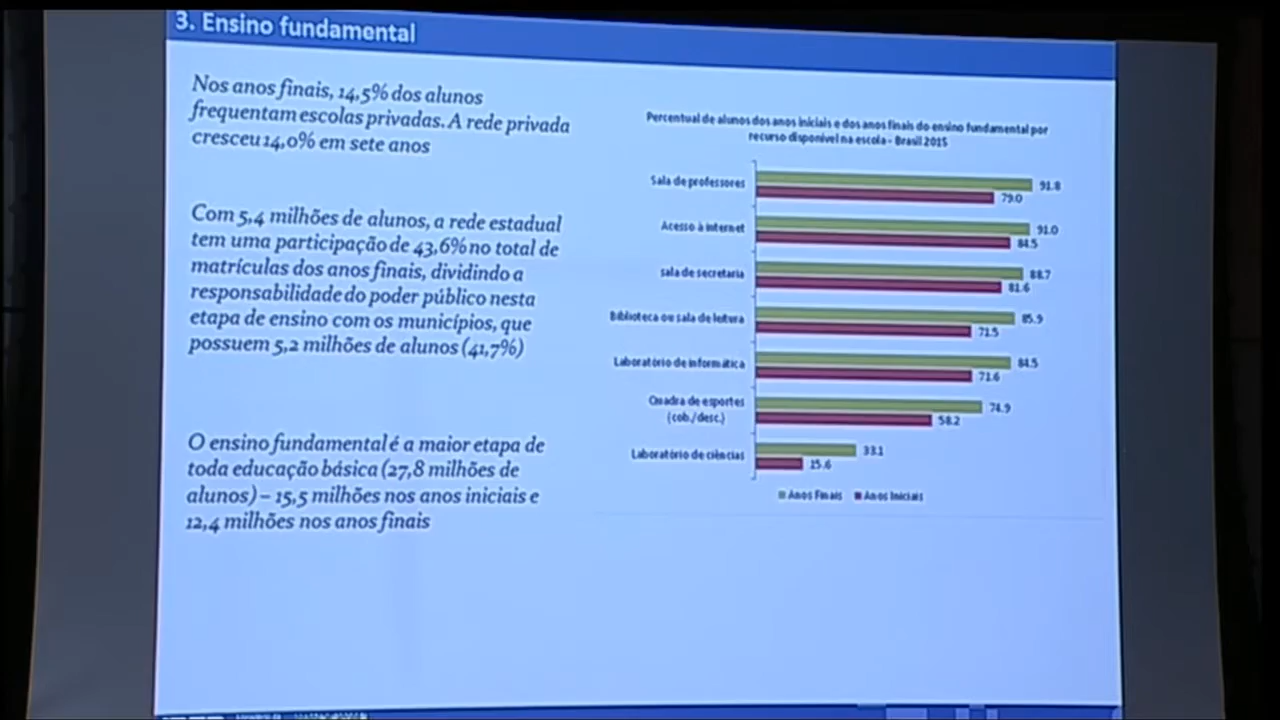 3. Ensino fundamental
Nos anos finais, 14,5% dos alunos
frequentam escolas privadas. A rede privada
cresceu 14,0% em sete anos
Com 5,4 milhões de alunos, a rede estadual
tem uma participação de 43,6% no total de
matrículas dos anos finais, dividindo a
responsabilidade do poder público nesta
etapa de ensino com os municípios, que
possuem 5,2 milhões de alunos (41,7%)
O ensino fundamental é a maior etapa de
toda educação básica (27,8 milhões de
alunos) – 15,5 milhões nos anos iniciais e
12,4 milhões nos anos finais
Percentual de alunos dos anos iniciais e dos anos finais do ensino fundamental por
recurso disponível na escola - Brasil 2015
Sala de professores
91.8
79.0
Acesso à internet
91.0
84.5
sala de secretaria
88.7
81.6
Biblioteca ou sala de leitura
85.9
71.5
Laboratório de informática
84.5
71.6
Quadra de esportes
(cob./desc.)
74.9
58.2
Laboratório de ciências
33.1
15.6
Anos Finais Anos Iniciais